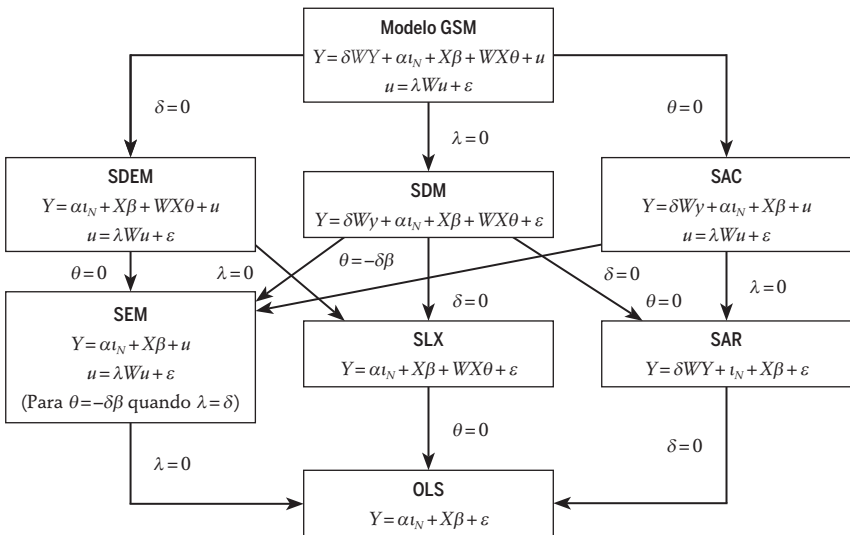 Modelo GSM
Y = δWY + αι_N + Xβ + WXθ + u
u = λWu + ε
δ = 0
λ = 0
θ = 0
SDEM
Y = αι_N + Xβ + WXθ + u
u = λWu + ε
SDM
Y = δWy + αι_N + Xβ + WXθ + ε
SAC
Y = δWy + αι_N + Xβ + u
u = λWu + ε
θ = 0
λ = 0
θ = −δβ
δ = 0
δ = 0
θ = 0
λ = 0
SEM
Y = αι_N + Xβ + u
u = λWu + ε
(Para θ = −δβ quando λ = δ)
SLX
Y = αι_N + Xβ + WXθ + ε
SAR
Y = δWY + ι_N + Xβ + ε
λ = 0
θ = 0
δ = 0
OLS
Y = αι_N + Xβ + ε